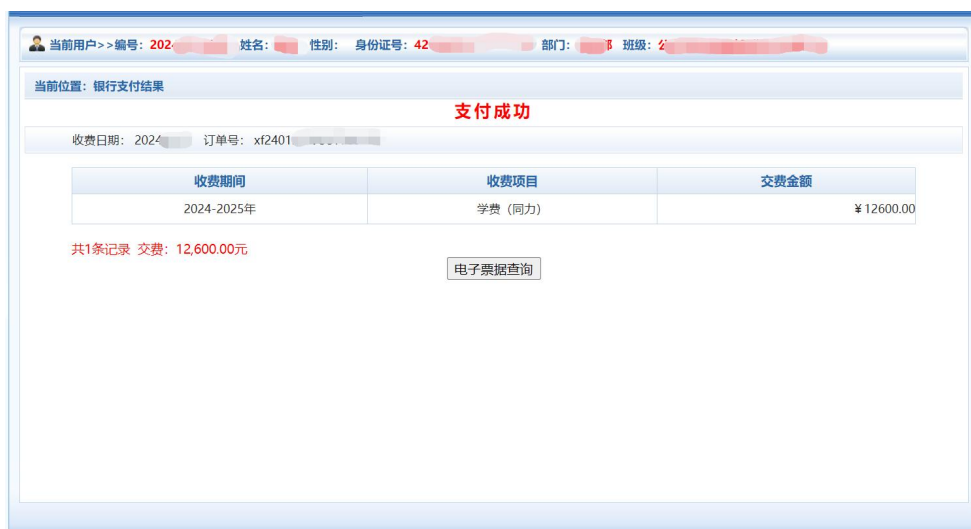 当前用户>>编号：202 姓名： 性别： 身份证号：42 部门： 部 班级：
当前位置：银行支付结果
支付成功
收费日期： 2024 订单号： xf2401
收费期间 收费项目 交费金额
2024-2025年 学费（同力） ￥12600.00
共1条记录 交费：12,600.00元
电子票据查询